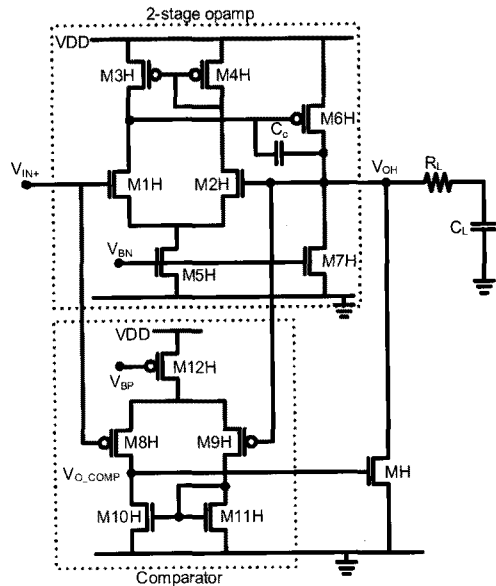 2-stage opamp
VDD
M3H
M4H
M6H
Cc
VIN+
M1H
M2H
VOH
RL
CL
VBN
M5H
M7H
VDD
VBP
M12H
M8H
M9H
VO_COMP
MH
M10H
M11H
Comparator